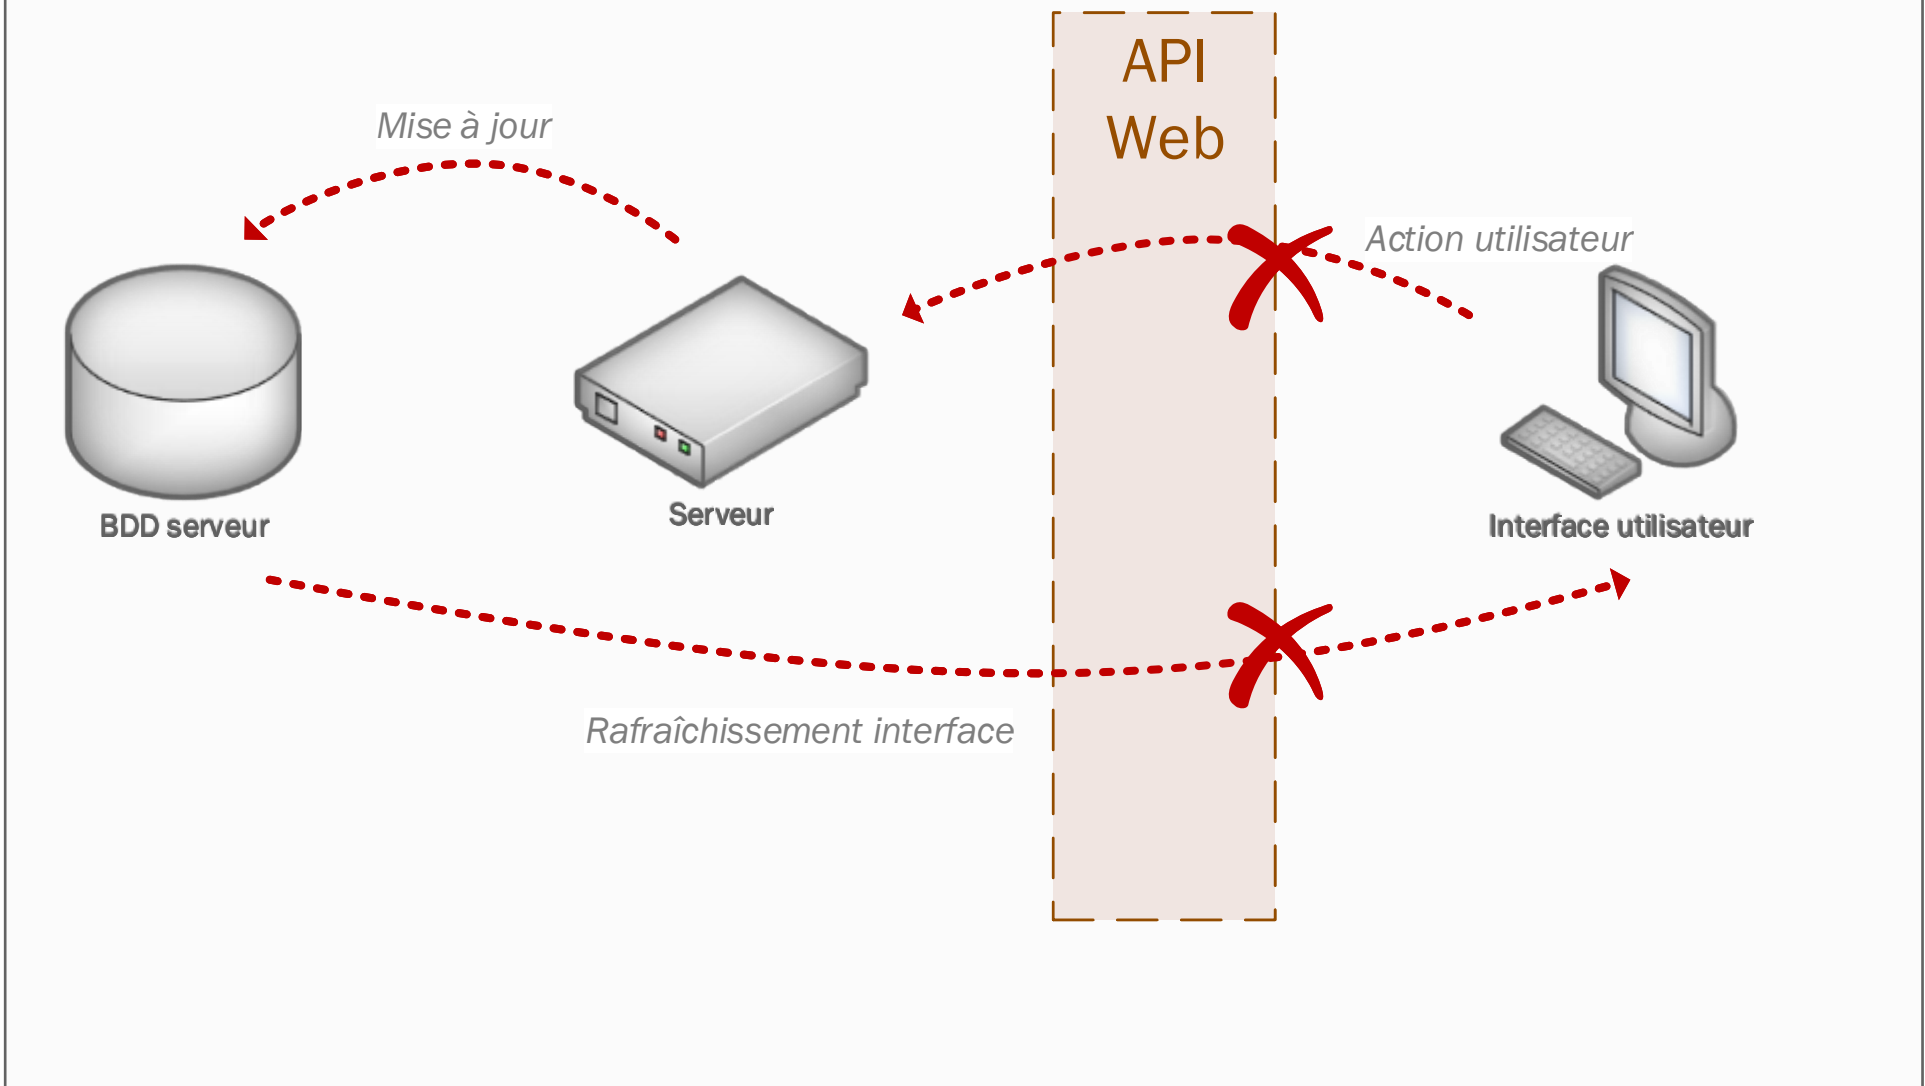 API
Web
Mise à jour
Action utilisateur
BDD serveur
Serveur
Interface utilisateur
Rafraîchissement interface